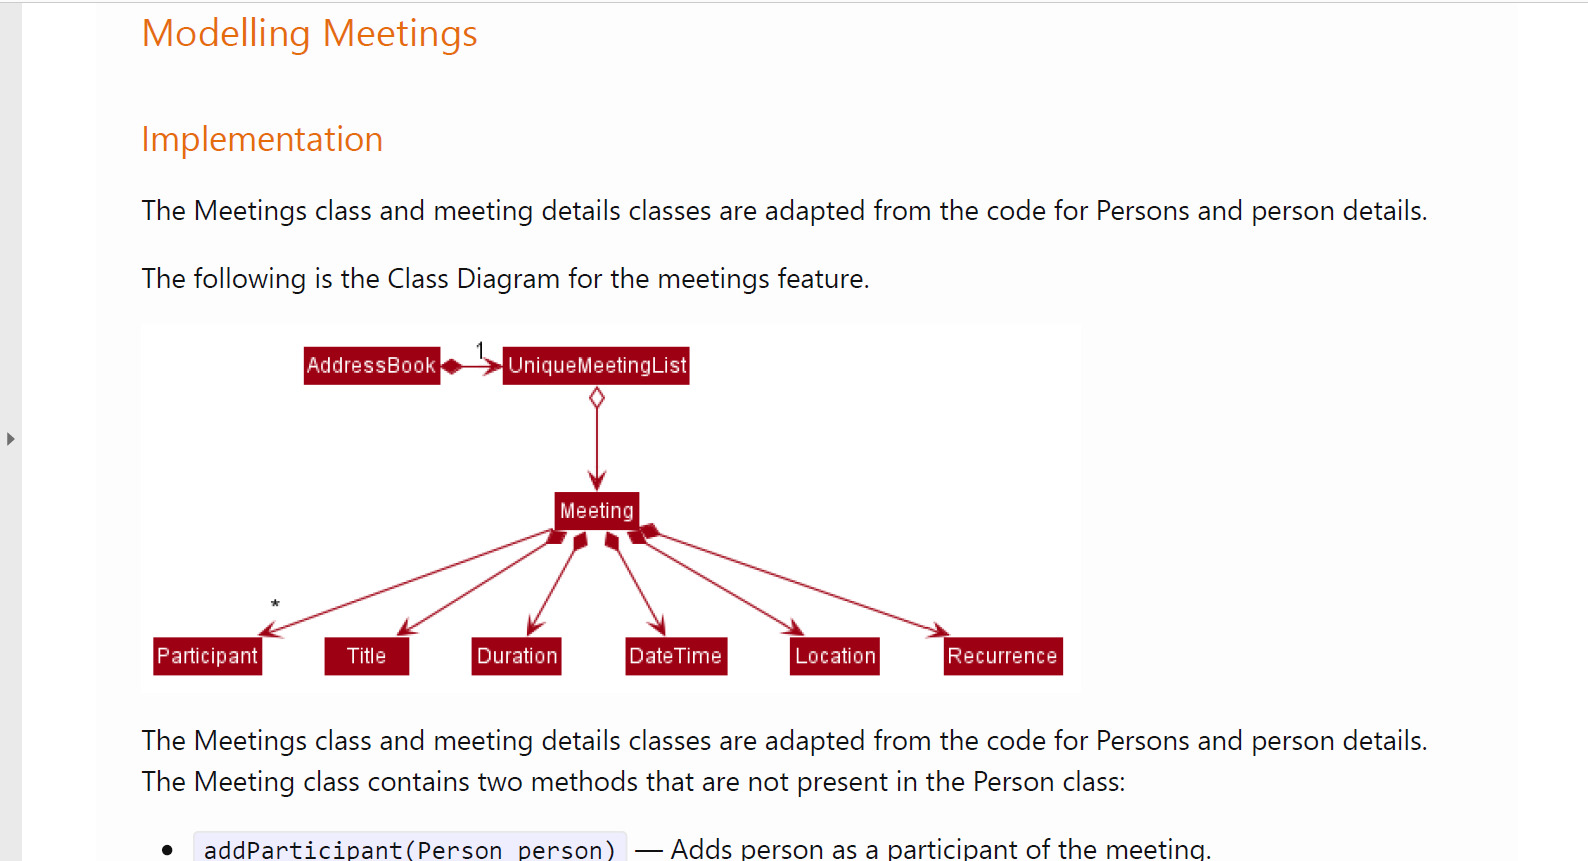 Modelling Meetings
Implementation
The Meetings class and meeting details classes are adapted from the code for Persons and person details.
The following is the Class Diagram for the meetings feature.
AddressBook 1 UniqueMeetingList
Meeting
*
Participant Title Duration DateTime Location Recurrence
The Meetings class and meeting details classes are adapted from the code for Persons and person details.
The Meeting class contains two methods that are not present in the Person class:
• addParticipant(Person person) — Adds person as a participant of the meeting.